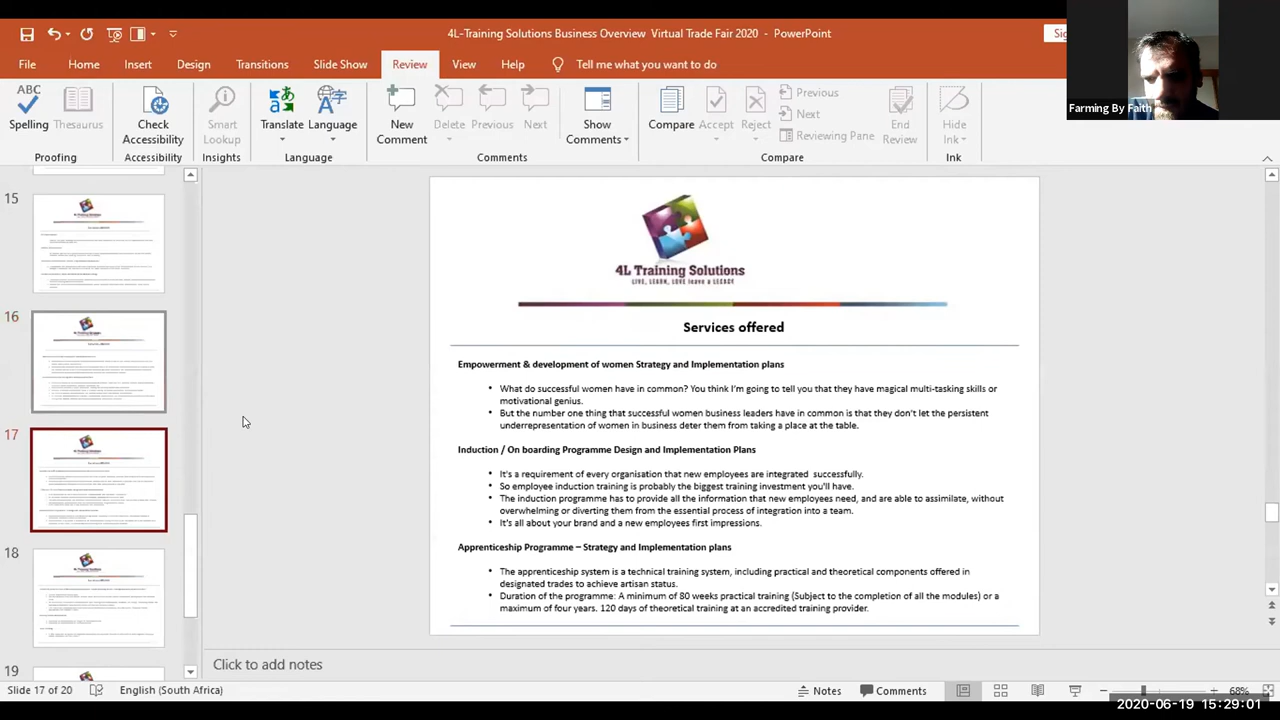 4L-Training Solutions Business Overview Virtual Trade Fair 2020 - PowerPoint
File Home Insert Design Transitions Slide Show Review View Help Tell me what you want to do
Farming By Faith
ABC
Spelling
Thesaurus
Check
Accessibility
Smart
Lookup
Translate
Language
New
Comment
Delete
Previous
Next
Show
Comments
Compare
Accept
Reject
Previous
Next
Reviewing Pane
End
Review
Hide
Ink
Proofing
Accessibility
Insights
Language
Comments
Compare
Ink
15
16
17
18
19
4L Training Solutions
LIVE, LEARN, LOVE leave a LEGACY
Services offered
Empowerment & development of women Strategy and Implementation plans
• What do successful women have in common? You think I'm going to tell you that they have magical multi-tasking skills or
motivational genius.
• But the number one thing that successful women business leaders have in common is that they don't let the persistent
underrepresentation of women in business deter them from taking a place at the table.
Induction / On boarding Programme Design and Implementation Plans
• It's a requirement of every organisation that new employees are integrated successfully.
• So employee induction training is probably the biggest training investment you'll have.
• The induction programme has to provide all the information that new employees need, and are able to assimilate, without
overwhelming or diverting them from the essential process of integration into a team.
• It's all about your brand and a new employees first impressions.
Apprenticeship Programme – Strategy and Implementation plans
• The apprenticeship system is a technical training system, including practical and theoretical components offered in
designated trades to achieve artisan status.
• Duration of the programme: A minimum of 80 weeks practical training (Subject to the completion of all the modules) or a
maximum of four years. 120 days of theoretical training at an accredited training provider.
Click to add notes
Slide 17 of 20 English (South Africa) Notes Comments 68%
2020-06-19 15:29:01